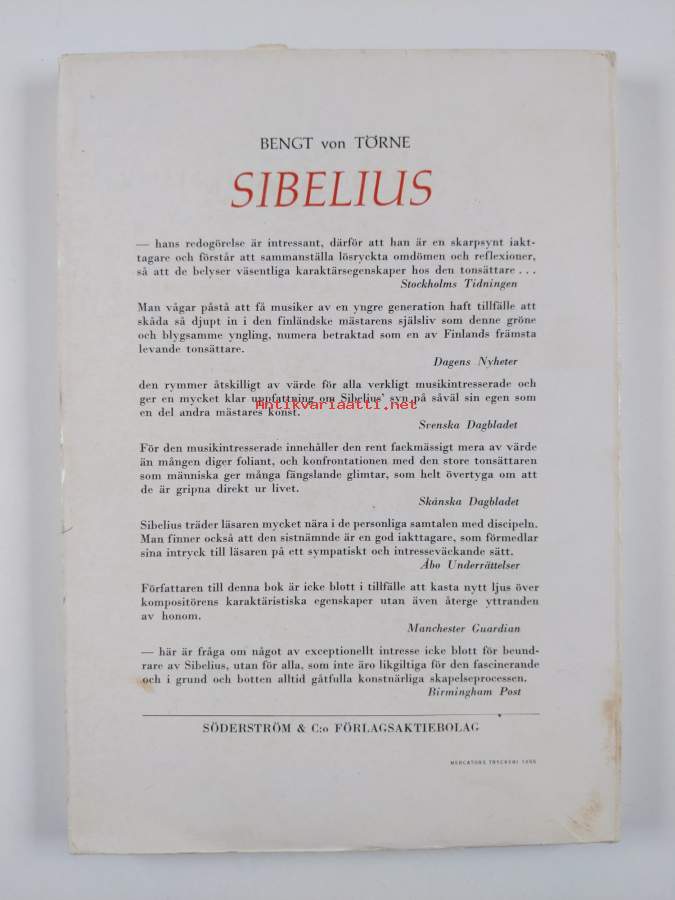 BENGT von TÖRNE
SIBELIUS
— hans redogörelse är intressant, därför att han är en skarpsynt iakt-
tagare och förstår att sammanställa lösryckta omdömen och reflexioner,
så att de belyser väsentliga karaktärsegenskaper hos den tonsättare . . .
Stockholms Tidningen
Man vågar påstå att få musiker av en yngre generation haft tillfälle att
skåda så djupt in i den finländske mästarens själsliv som denne gröne
och blygsamme yngling, numera betraktad som en av Finlands främsta
levande tonsättare.
Dagens Nyheter
den rymmer åtskilligt av värde för alla verkligt musikintresserade och
ger en mycket klar uppfattning om Sibelius' syn på såväl sin egen som
Antikvariaatti.net
en del andra mästares konst.
Svenska Dagbladet
För den musikintresserade innehåller den rent fackmässigt mera av värde
än mången diger foliant, och konfrontationen med den store tonsättaren
som människa ger många fängslande glimtar, som helt övertyga om att
de är gripna direkt ur livet.
Skånska Dagbladet
Sibelius träder läsaren mycket nära i de personliga samtalen med discipeln.
Man finner också att den sistnämnde är en god iakttagare, som förmedlar
sina intryck till läsaren på ett sympatiskt och intresseväckande sätt.
Åbo Underrättelser
Författaren till denna bok är icke blott i tillfälle att kasta nytt ljus över
kompositörens karaktäristiska egenskaper utan även återge yttranden
av honom.
Manchester Guardian
— här är fråga om något av exceptionellt intresse icke blott för beund-
rare av Sibelius, utan för alla, som inte äro likgiltiga för den fascinerande
och i grund och botten alltid gåtfulla konstnärliga skapelseprocessen.
Birmingham Post
SÖDERSTRÖM & C:o FÖRLAGSAKTIEBOLAG
MERCATORS TRYCKERI